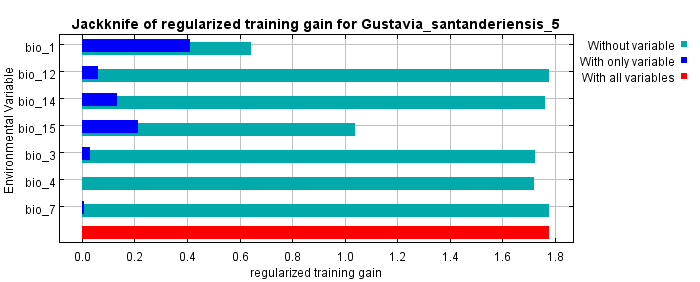 Jackknife of regularized training gain for Gustavia_santanderiensis_5
Environmental Variable
bio_1
bio_12
bio_14
bio_15
bio_3
bio_4
bio_7
0.0 0.2 0.4 0.6 0.8 1.0 1.2 1.4 1.6 1.8
regularized training gain
Without variable
With only variable
With all variables